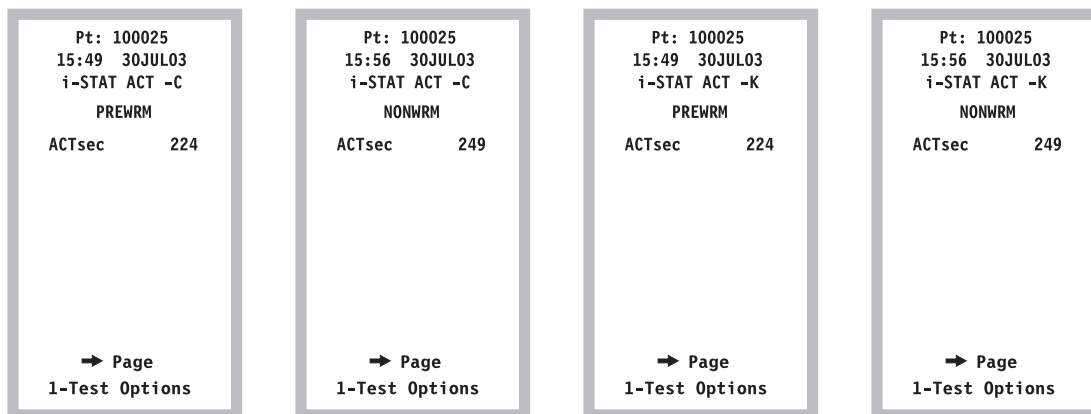 Pt: 100025
15:49 30JUL03
i-STAT ACT -C
PREWRM
ACTsec 224
➔ Page
1-Test Options
Pt: 100025
15:56 30JUL03
i-STAT ACT -C
NONWRM
ACTsec 249
➔ Page
1-Test Options
Pt: 100025
15:49 30JUL03
i-STAT ACT -K
PREWRM
ACTsec 224
➔ Page
1-Test Options
Pt: 100025
15:56 30JUL03
i-STAT ACT -K
NONWRM
ACTsec 249
➔ Page
1-Test Options